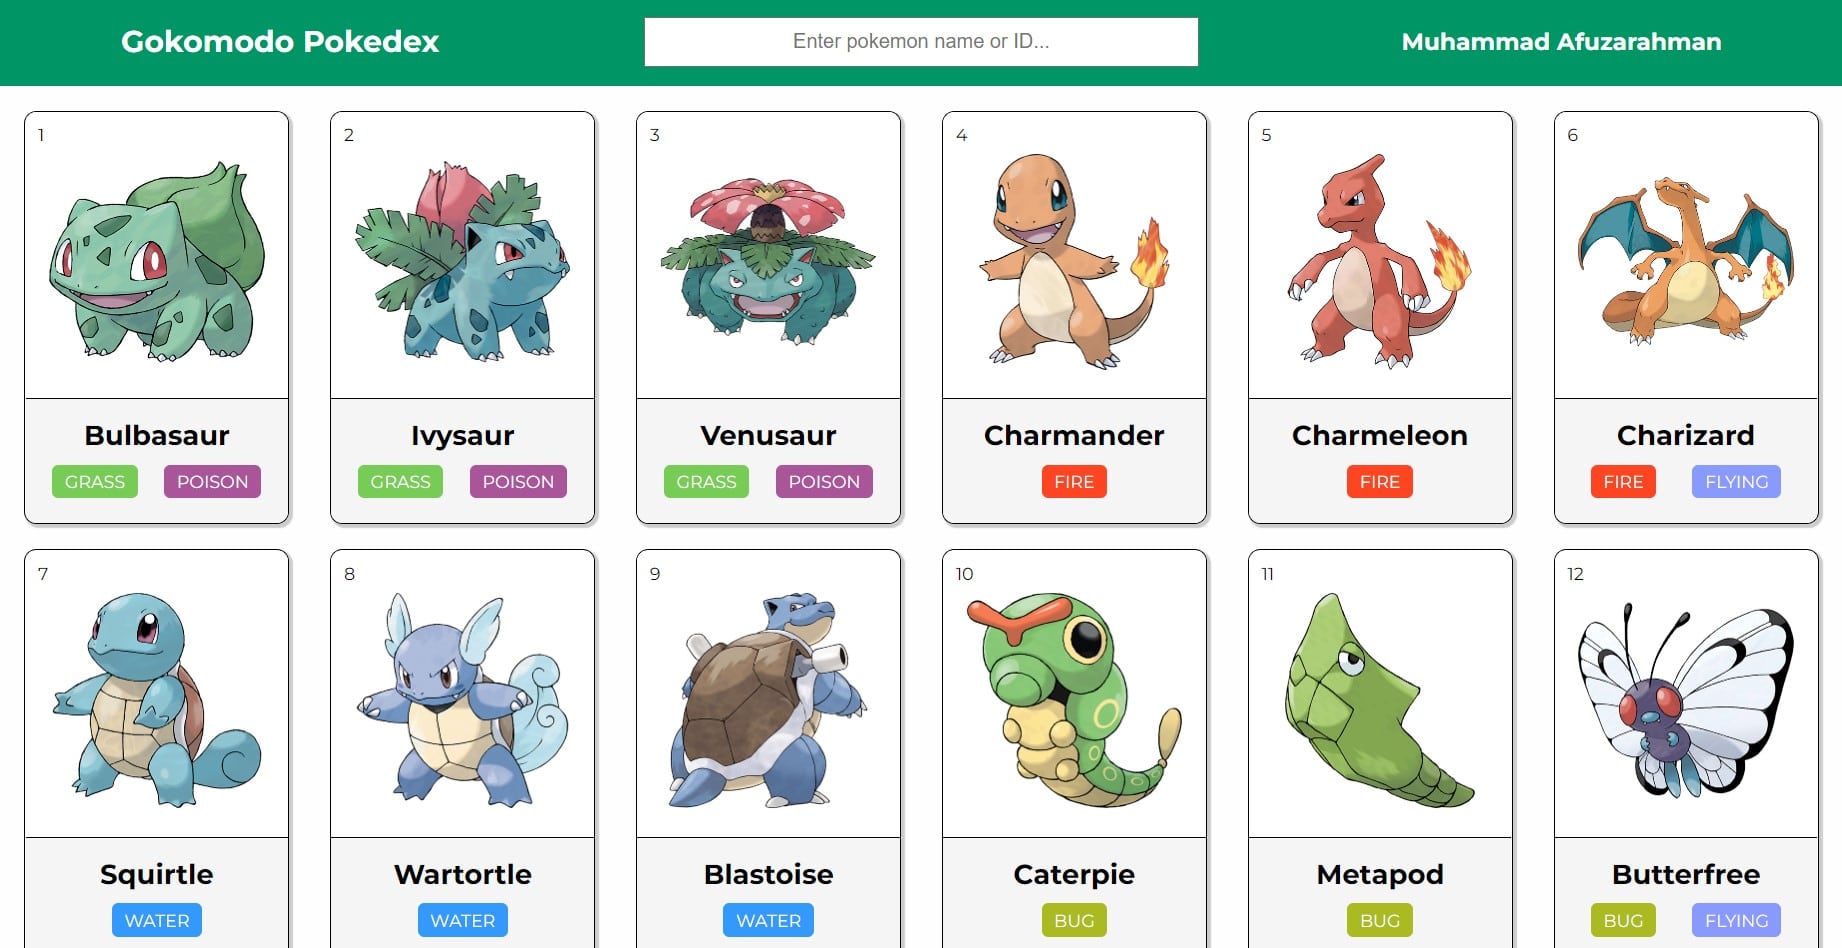 Gokomodo Pokedex
Enter pokemon name or ID...
Muhammad Afuzarahman
1
2
3
4
5
6
Bulbasaur
Ivysaur
Venusaur
Charmander
Charmeleon
Charizard
GRASS POISON
GRASS POISON
GRASS POISON
FIRE
FIRE
FIRE FLYING
7
8
9
10
11
12
Squirtle
Wartortle
Blastoise
Caterpie
Metapod
Butterfree
WATER
WATER
WATER
BUG
BUG
BUG FLYING